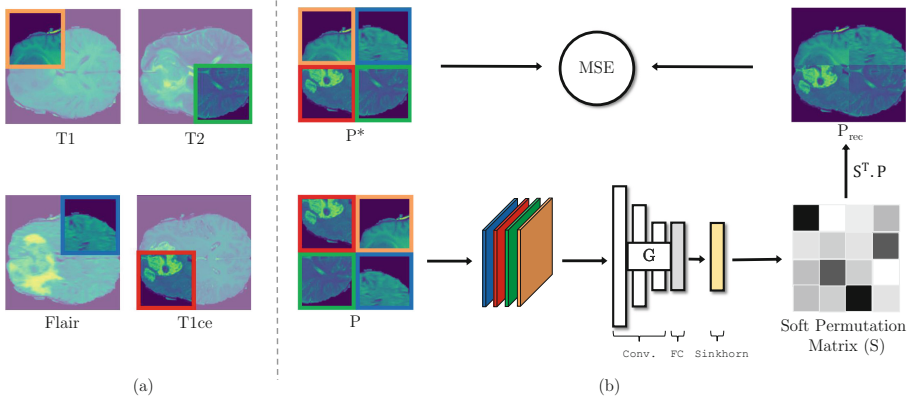 T1
T2
P*
MSE
P_rec
S^T.P
Flair
T1ce
P
G
Conv.
FC
Sinkhorn
Soft Permutation
Matrix (S)
(a)
(b)